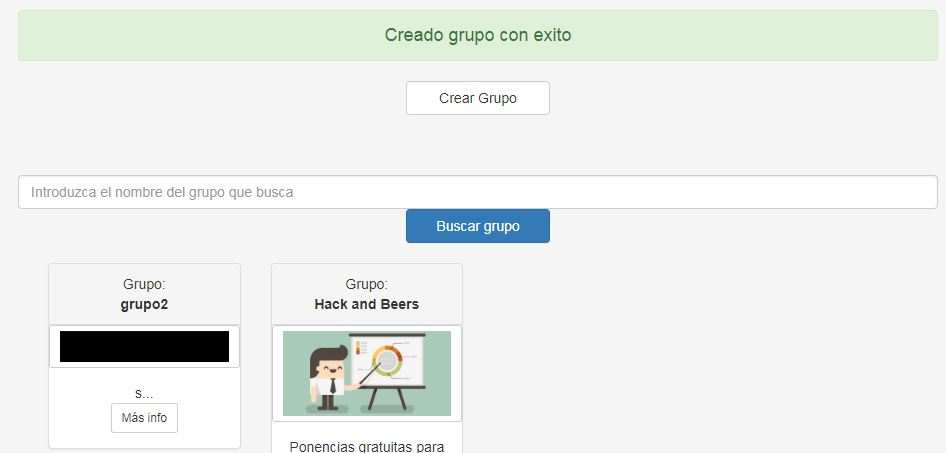 Creado grupo con exito
Crear Grupo
Introduzca el nombre del grupo que busca
Buscar grupo
Grupo:
grupo2
s...
Más info
Grupo:
Hack and Beers
Ponencias gratuitas para